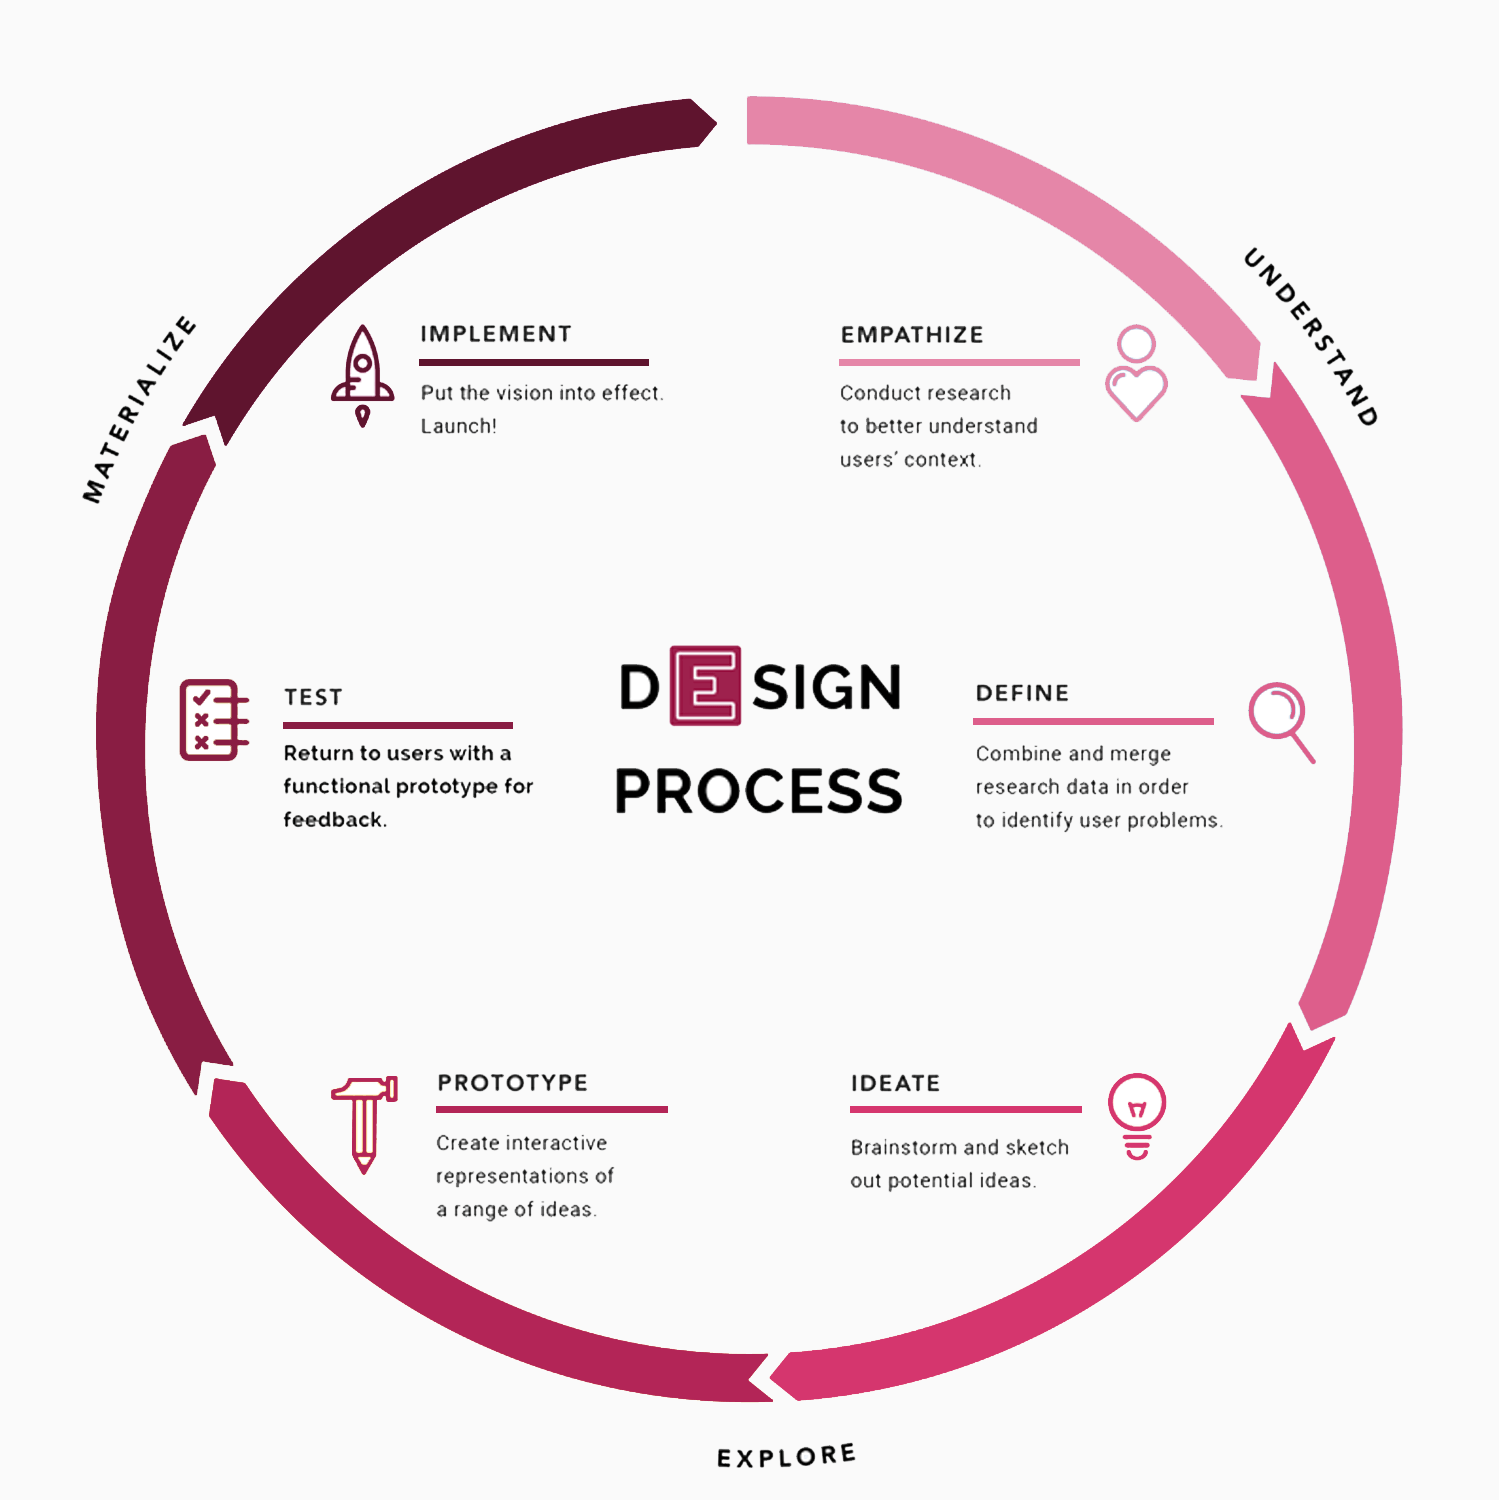 UNDERSTAND
MATERIALIZE
IMPLEMENT
Put the vision into effect.
Launch!
EMPATHIZE
Conduct research
to better understand
users’ context.
TEST
Return to users with a
functional prototype for
feedback.
DESIGN
PROCESS
DEFINE
Combine and merge
research data in order
to identify user problems.
PROTOTYPE
Create interactive
representations of
a range of ideas.
IDEATE
Brainstorm and sketch
out potential ideas.
EXPLORE